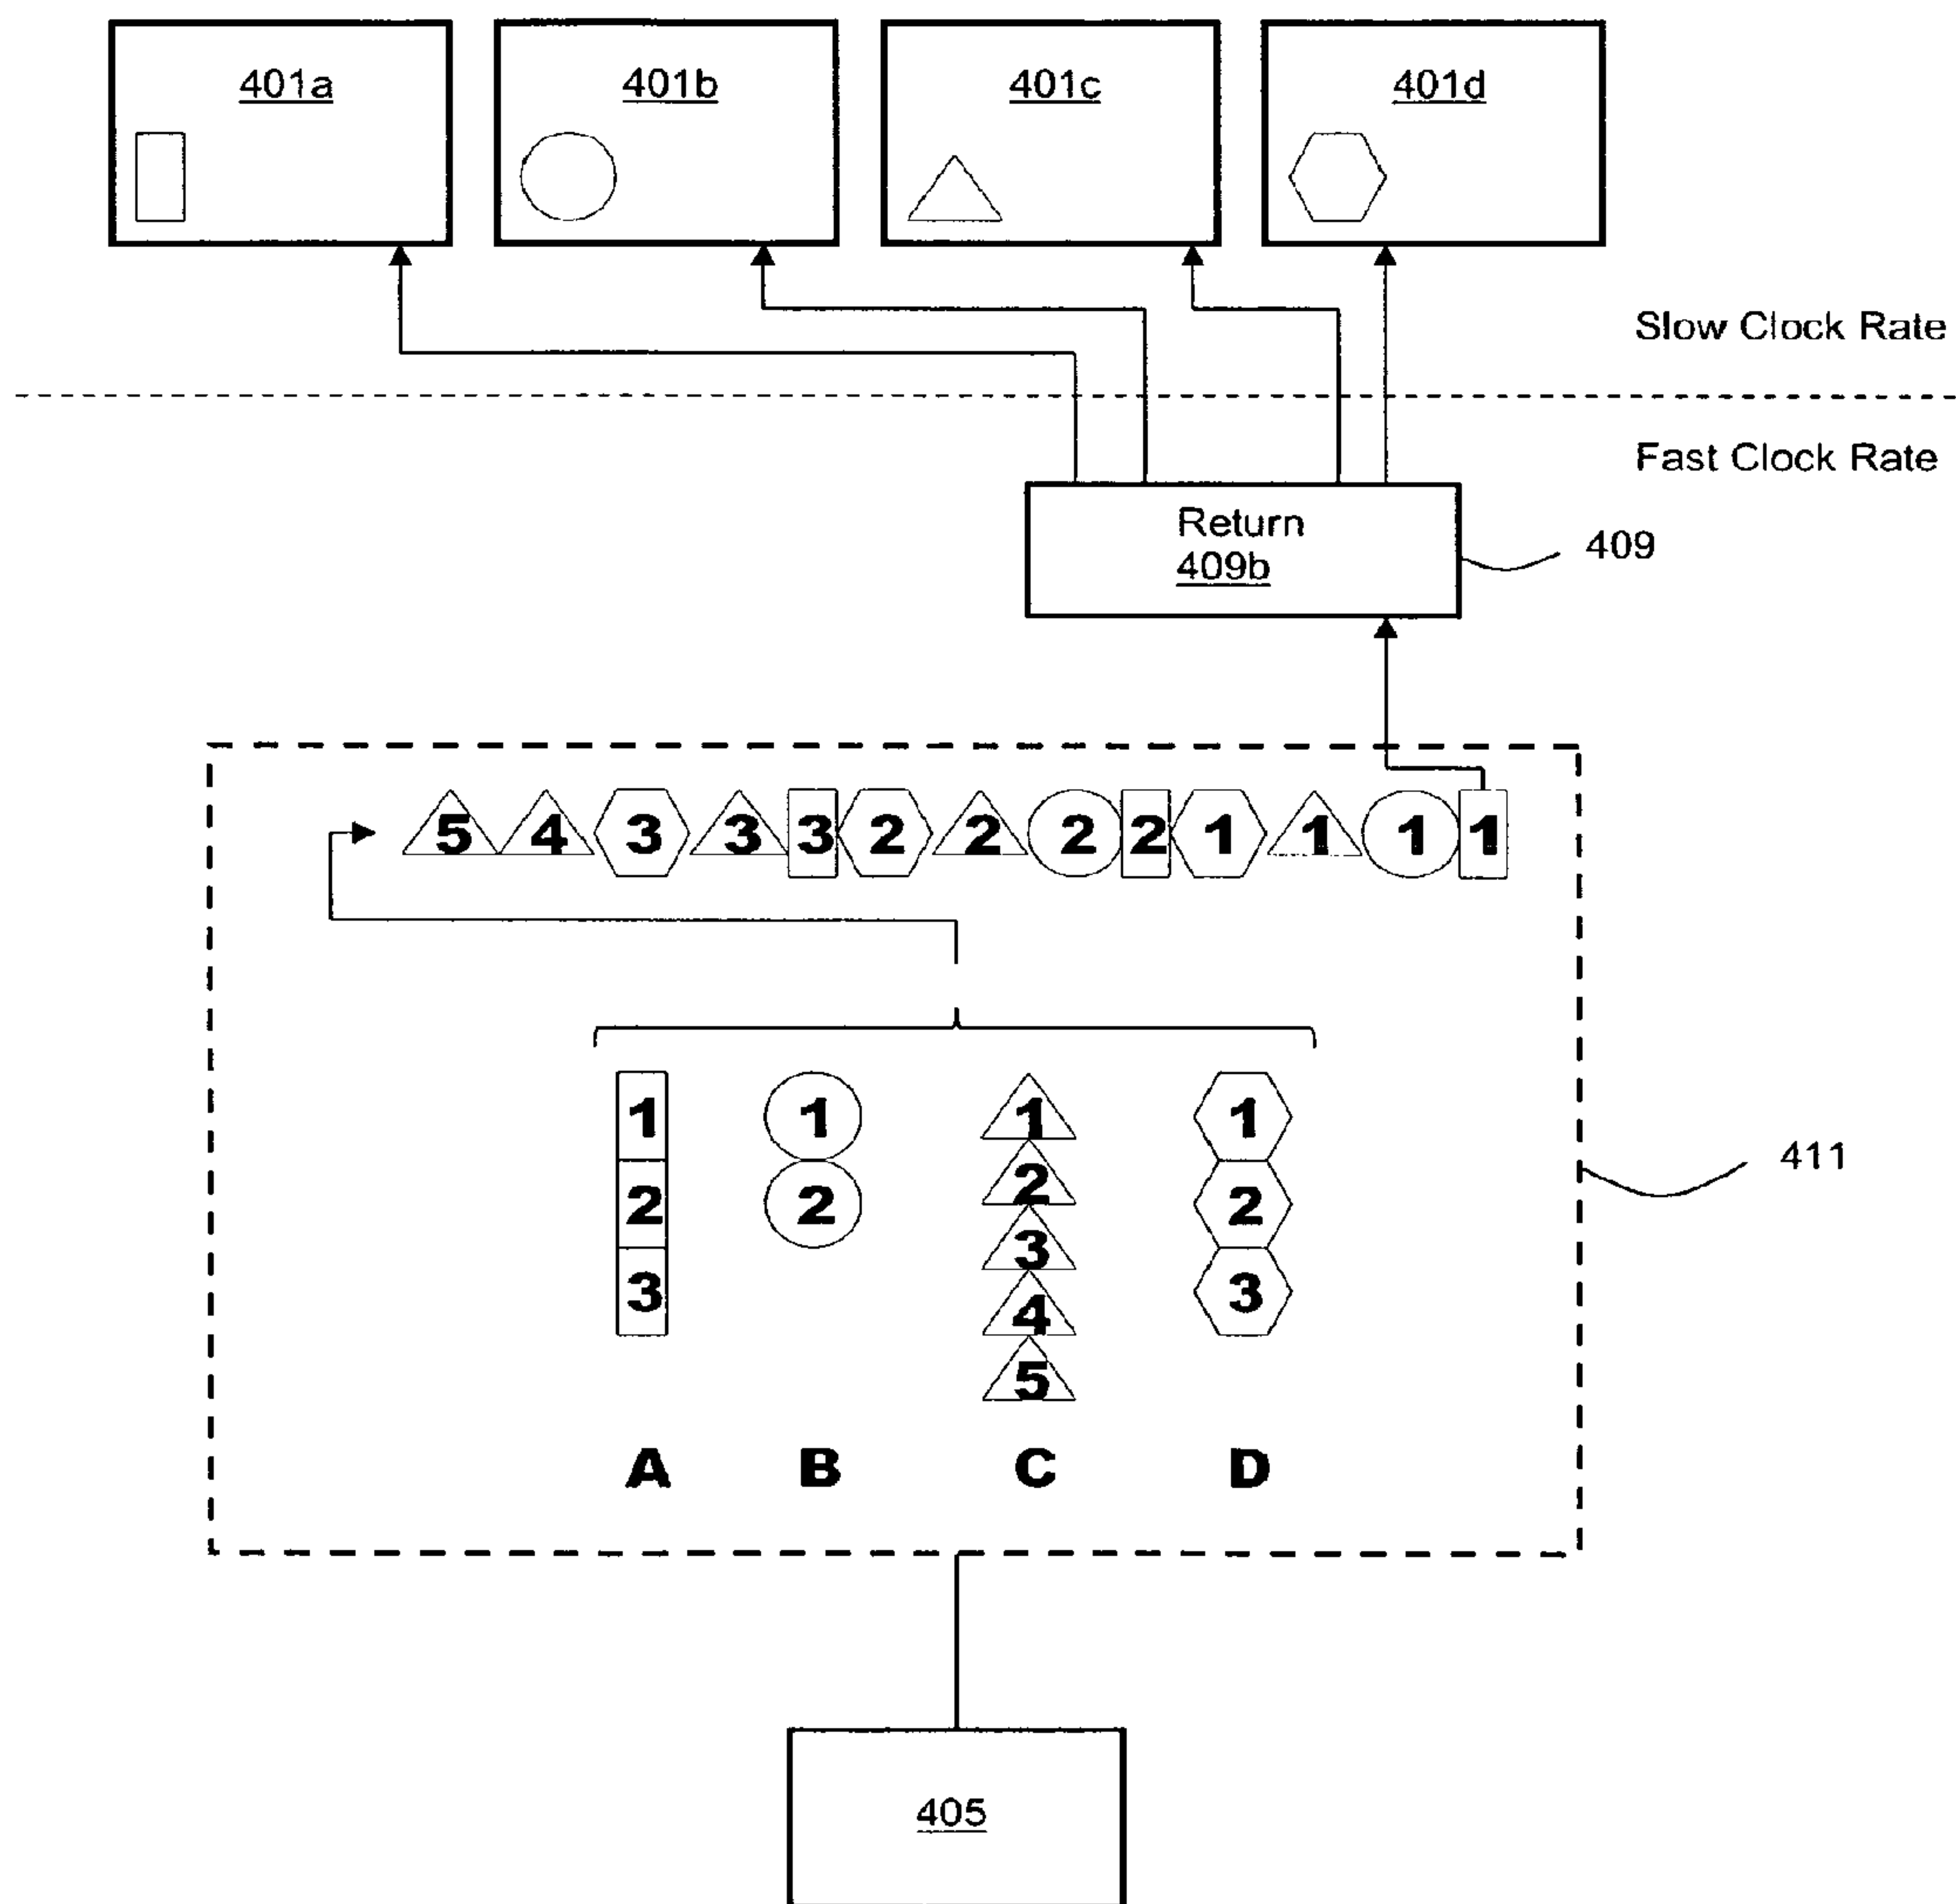 401a 401b 401c 401d
Slow Clock Rate
Fast Clock Rate
Return
409b
409
5 4 3 3 3 2 2 2 2 1 1 1 1
1 1 1 1
2 2 2 2
3 3 3
4
5
411
A B C D
405